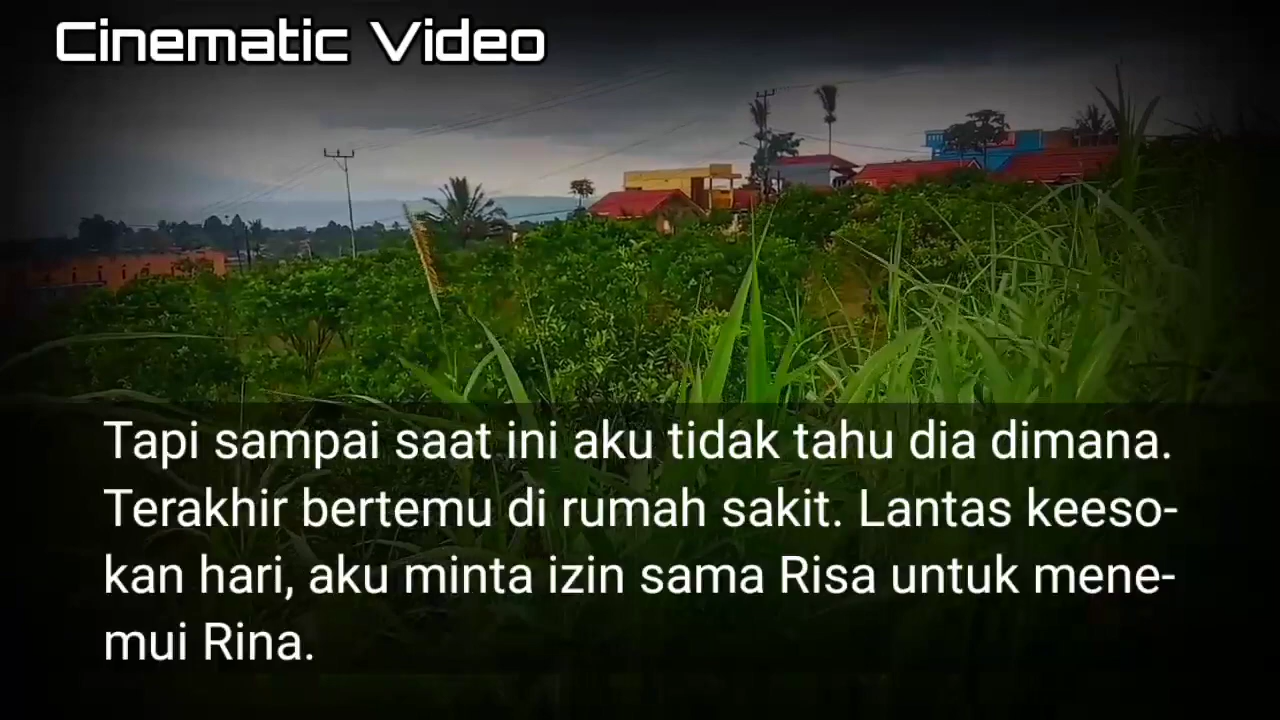 Cinematic Video
Tapi sampai saat ini aku tidak tahu dia dimana.
Terakhir bertemu di rumah sakit. Lantas keeso-
kan hari, aku minta izin sama Risa untuk mene-
mui Rina.